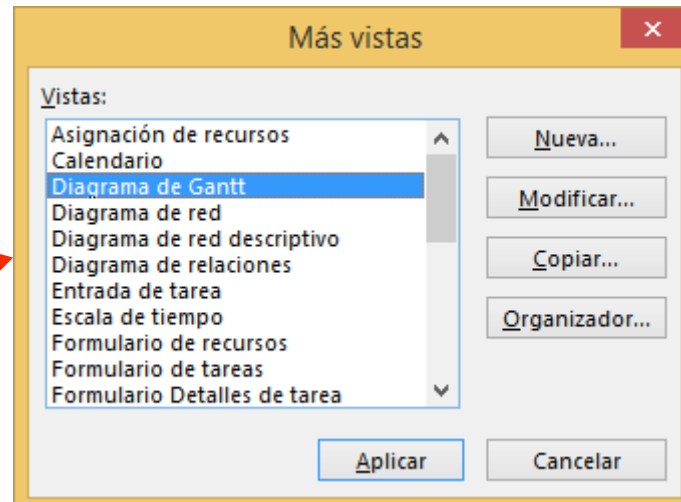 Más vistas
Vistas:
Asignación de recursos
Calendario
Diagrama de Gantt
Diagrama de red
Diagrama de red descriptivo
Diagrama de relaciones
Entrada de tarea
Escala de tiempo
Formulario de recursos
Formulario de tareas
Formulario Detalles de tarea
Nueva...
Modificar...
Copiar...
Organizador...
Aplicar
Cancelar